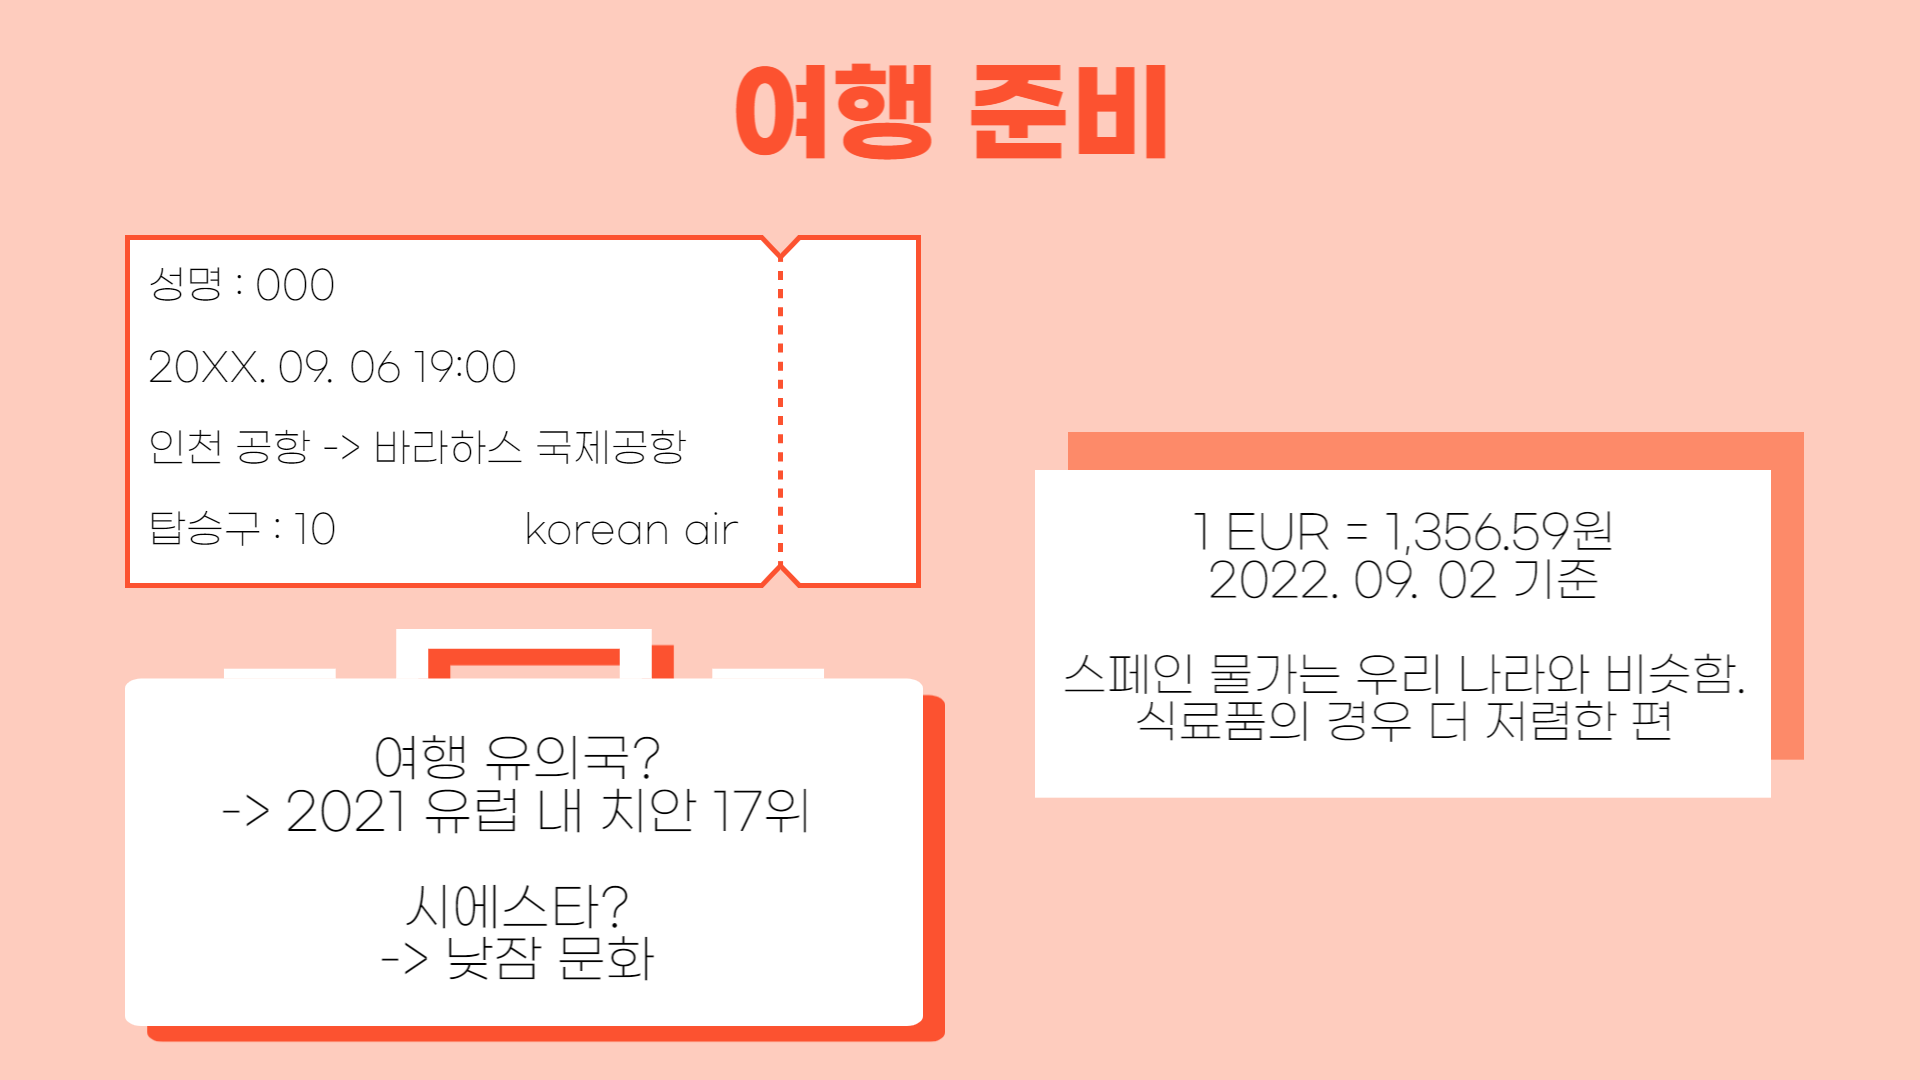 여행 준비
성명 : 000
20XX. 09. 06 19:00
인천 공항 -> 바라하스 국제공항
탑승구 : 10 korean air
1 EUR = 1,356.59원
2022. 09. 02 기준
스페인 물가는 우리 나라와 비슷함.
식료품의 경우 더 저렴한 편
여행 유의국?
-> 2021 유럽 내 치안 17위
시에스타?
-> 낮잠 문화